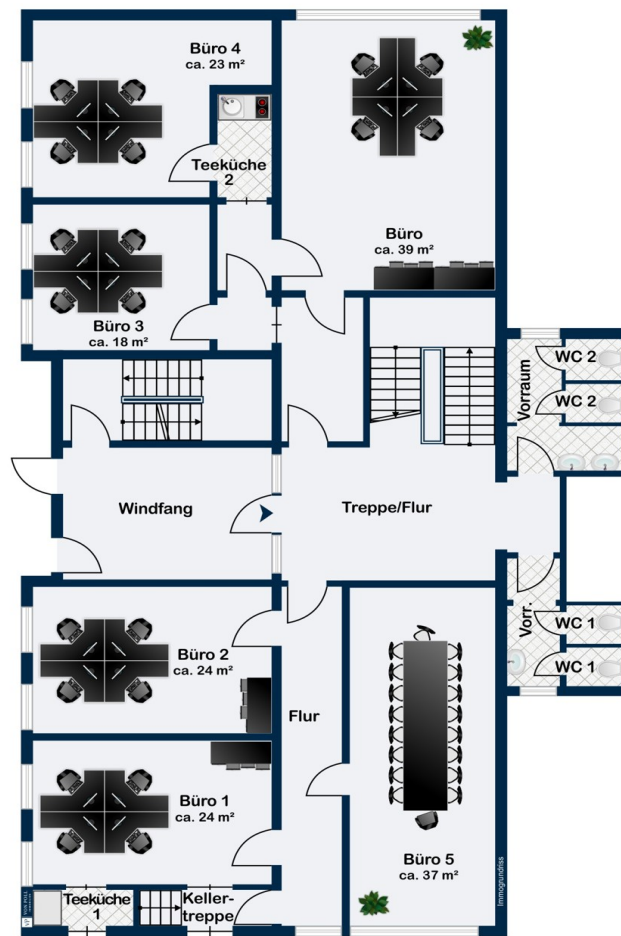 Büro 4
ca. 23 m²
Teeküche
2
Büro
ca. 39 m²
Büro 3
ca. 18 m²
WC 2
Vorraum
WC 2
Windfang
Treppe/Flur
Vorr.
WC 1
WC 1
Büro 2
ca. 24 m²
Flur
Büro 1
ca. 24 m²
Büro 5
ca. 37 m²
Teeküche
1
Keller-
treppe
Immogrundriss